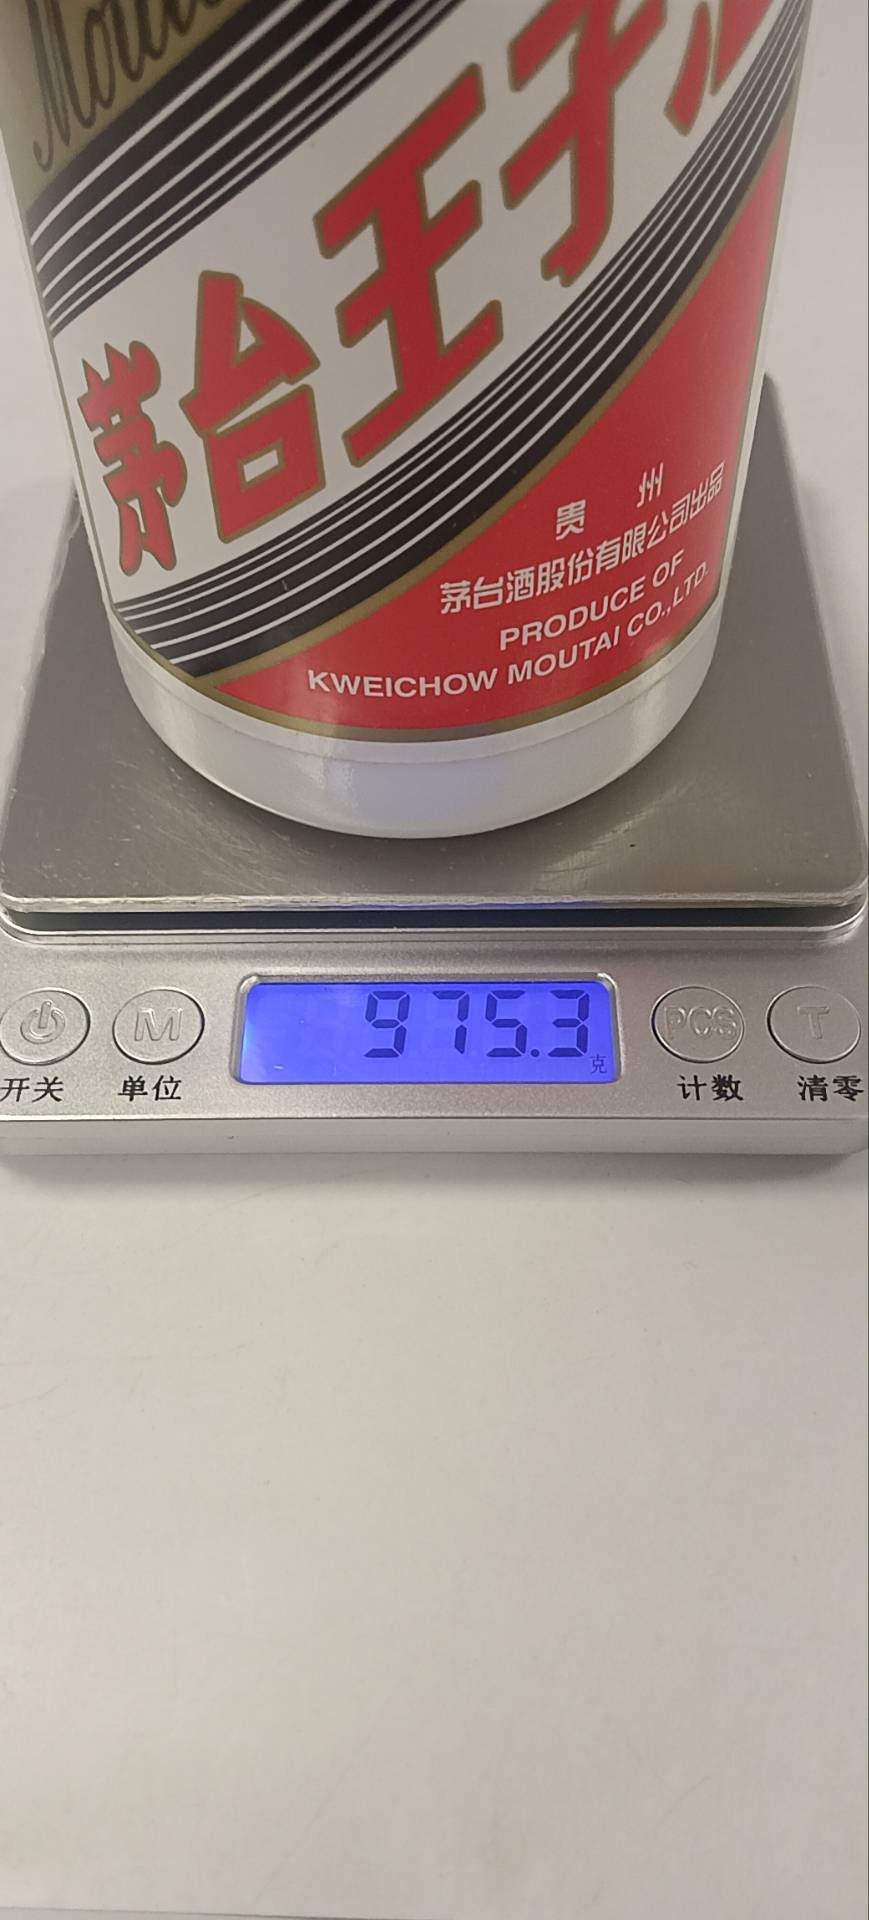 Mou
茅台王子
贵 州
茅台酒股份有限公司出品
PRODUCE OF
KWEICHOW MOUTAI CO.,LTD.
975.3
克
M
PCS
T
开关
单位
计数
清零